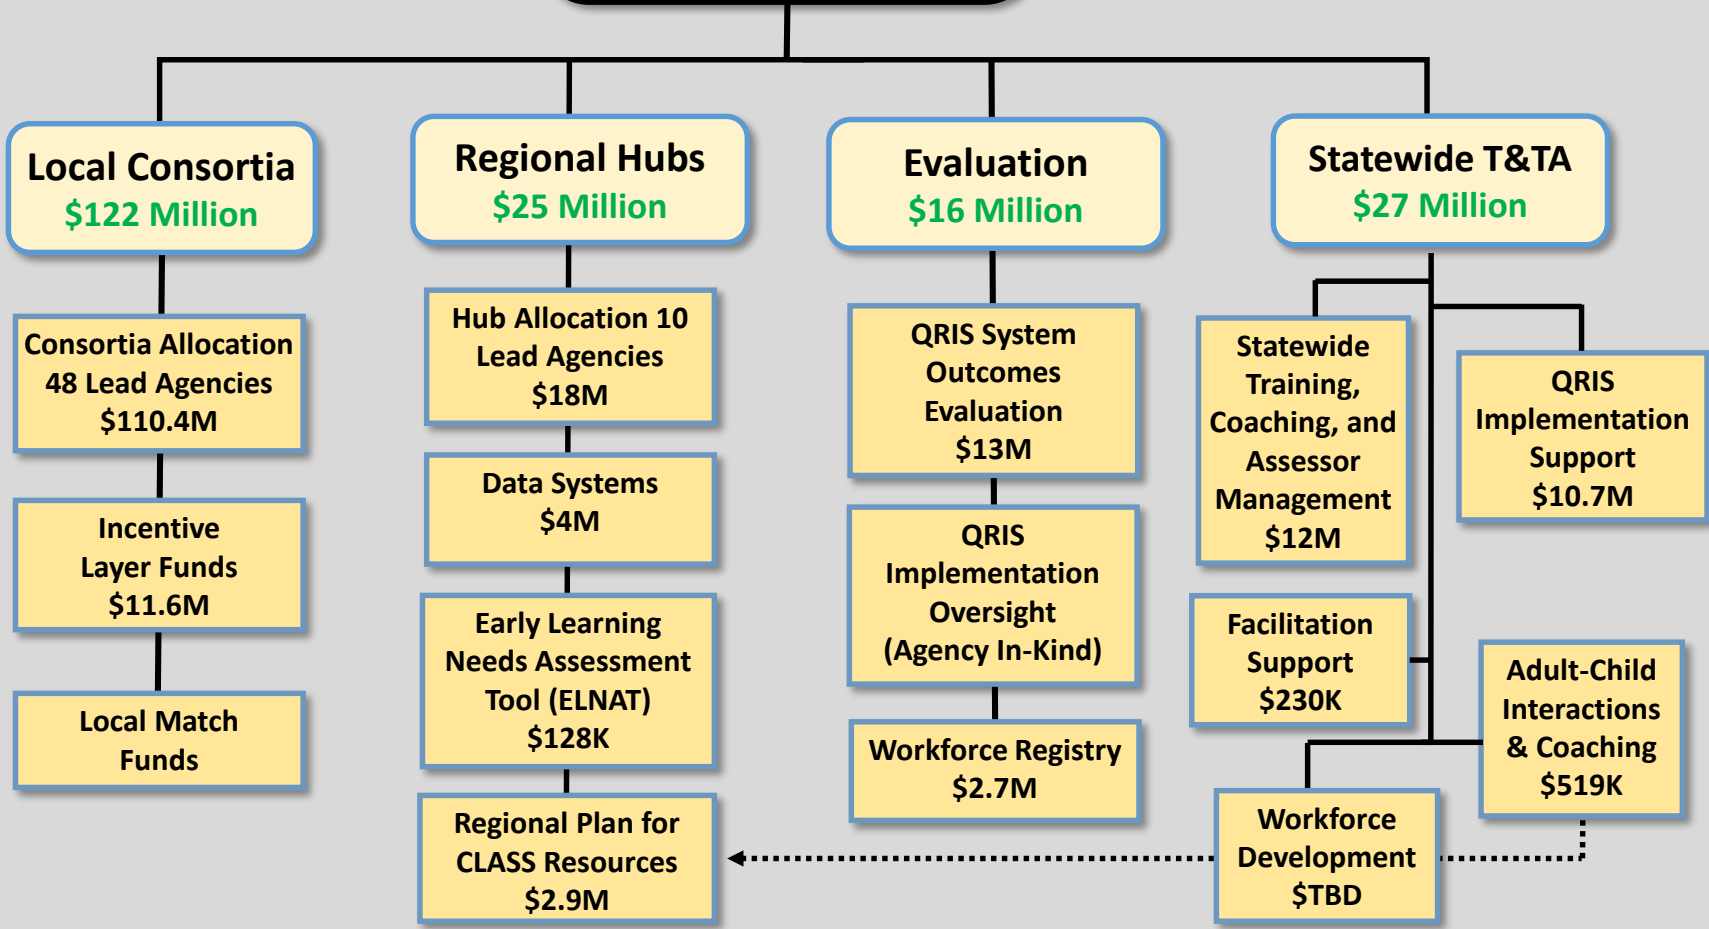 Local Consortia
$122 Million
Consortia Allocation
48 Lead Agencies
$110.4M
Incentive
Layer Funds
$11.6M
Local Match
Funds
Regional Hubs
$25 Million
Hub Allocation 10
Lead Agencies
$18M
Data Systems
$4M
Early Learning
Needs Assessment
Tool (ELNAT)
$128K
Regional Plan for
CLASS Resources
$2.9M
Evaluation
$16 Million
QRIS System
Outcomes
Evaluation
$13M
QRIS
Implementation
Oversight
(Agency In-Kind)
Workforce Registry
$2.7M
Statewide T&TA
$27 Million
Statewide
Training,
Coaching, and
Assessor
Management
$12M
QRIS
Implementation
Support
$10.7M
Facilitation
Support
$230K
Adult-Child
Interactions
& Coaching
$519K
Workforce
Development
$TBD